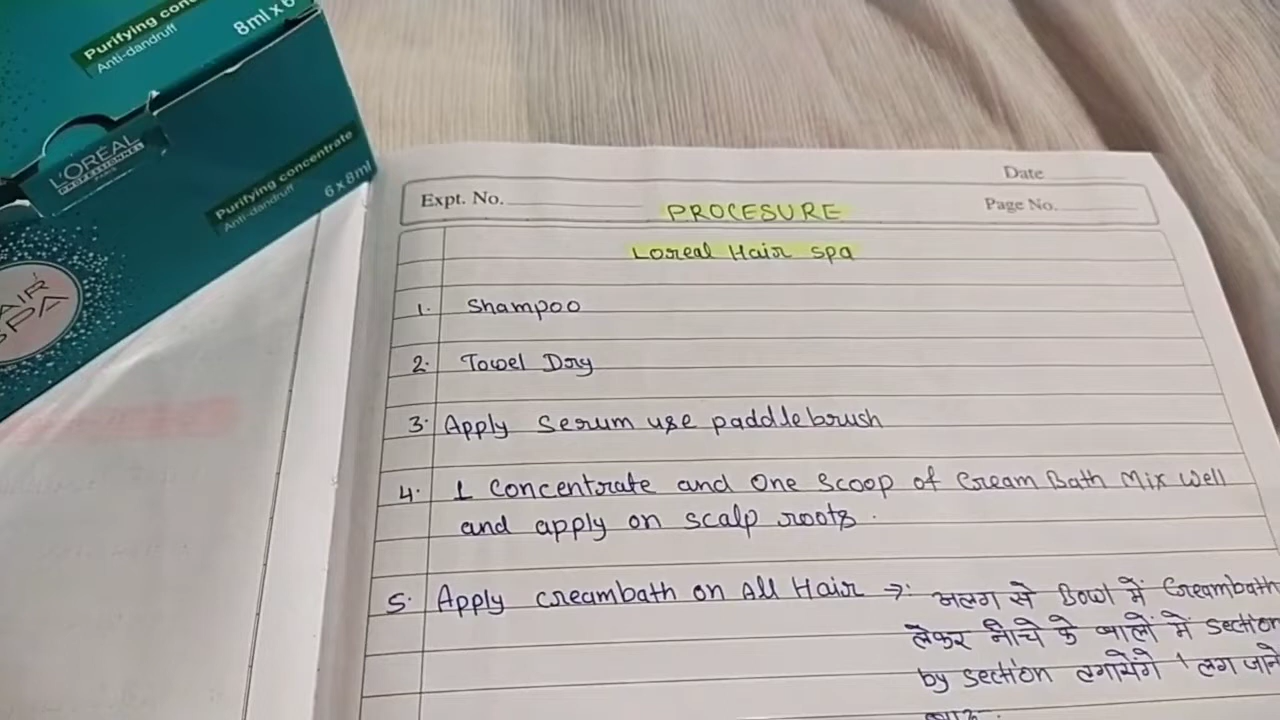 Purifying con
Anti-dandruff
8ml x 6
L'ORÉAL
PROFESSIONNEL
Purifying concentrate
Anti-dandruff
6 x 8ml
HAIR
SPA
Date
Expt. No.
Page No.
PROCESURE
Loreal Hair spa
1. Shampoo
2. Towel Dry
3. Apply Serum use paddle brush
4. 1 Concentrate and One Scoop of Cream Bath Mix Well
and apply on scalp roots.
5. Apply creambath on All Hair →: अलग से Bowl में Creambath
लेकर नीचे के बालों में section
by section लगायेंगे । लग जाने